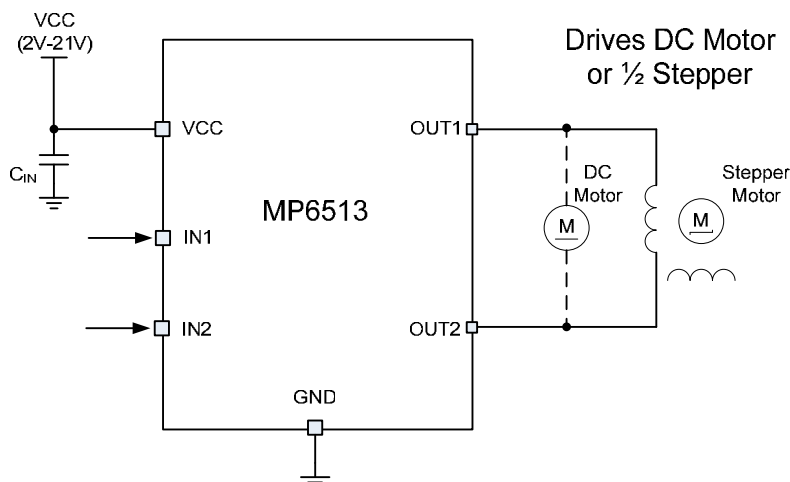 VCC
(2V-21V)
Drives DC Motor
or ½ Stepper
VCC
OUT1
CIN
DC
Motor
Stepper
Motor
MP6513
M
M
IN1
IN2
OUT2
GND